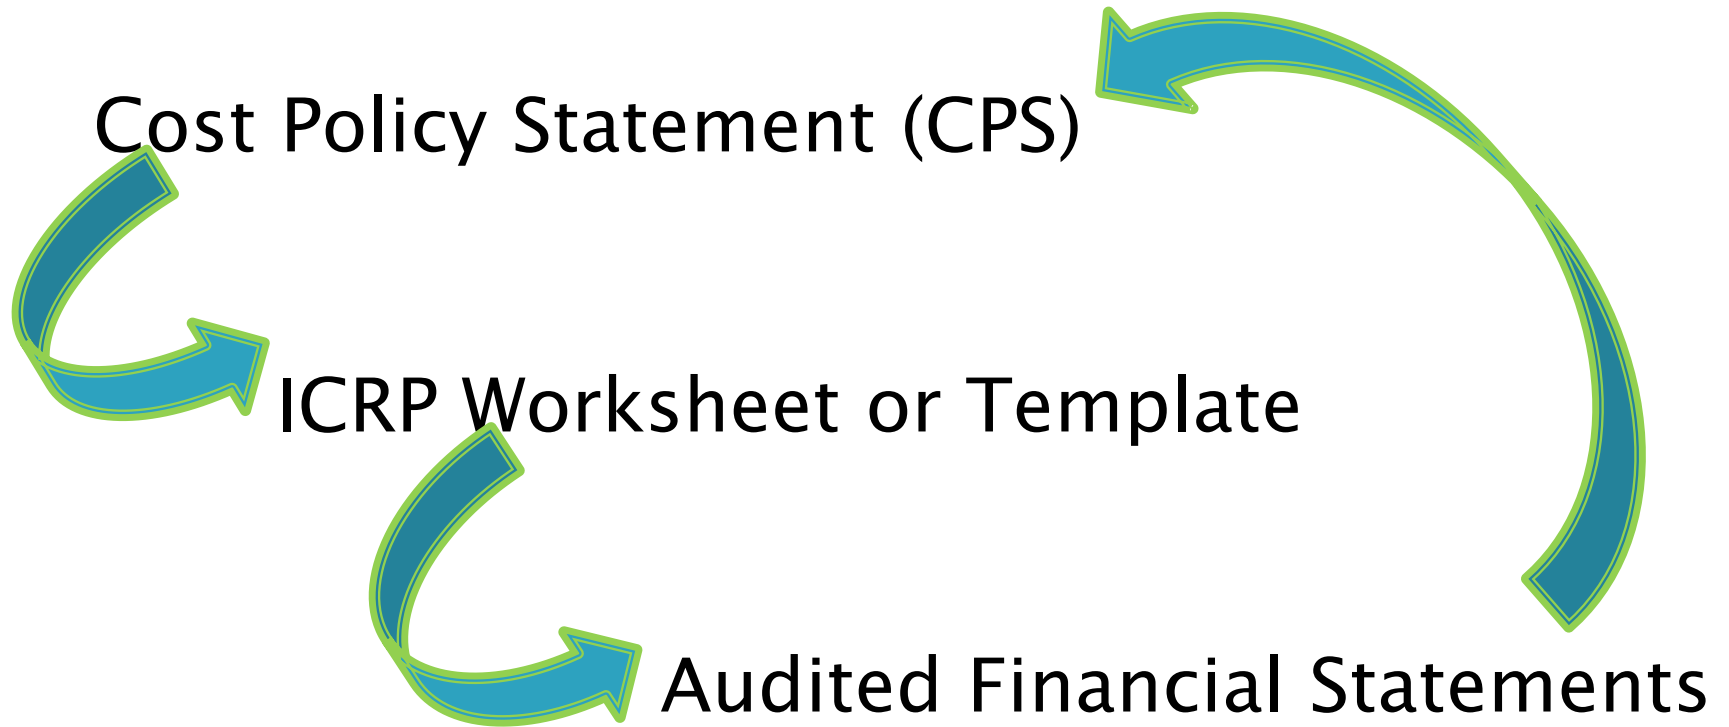 Cost Policy Statement (CPS)
ICRP Worksheet or Template
Audited Financial Statements